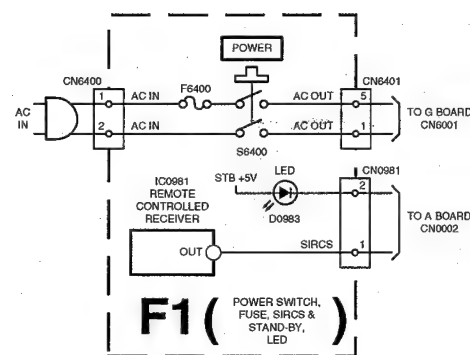 POWER
CN6400
F6400
CN6401
1
AC IN
AC OUT
5
AC
IN
TO G BOARD
CN6001
2
AC IN
AC OUT
1
S6400
IC0981
REMOTE
CONTROLLED
RECEIVER
LED
CN0981
STB +5V
2
D0983
TO A BOARD
CN0002
OUT
SIRCS
1
F1 ( POWER SWITCH,
FUSE, SIRCS &
STAND-BY,
LED )